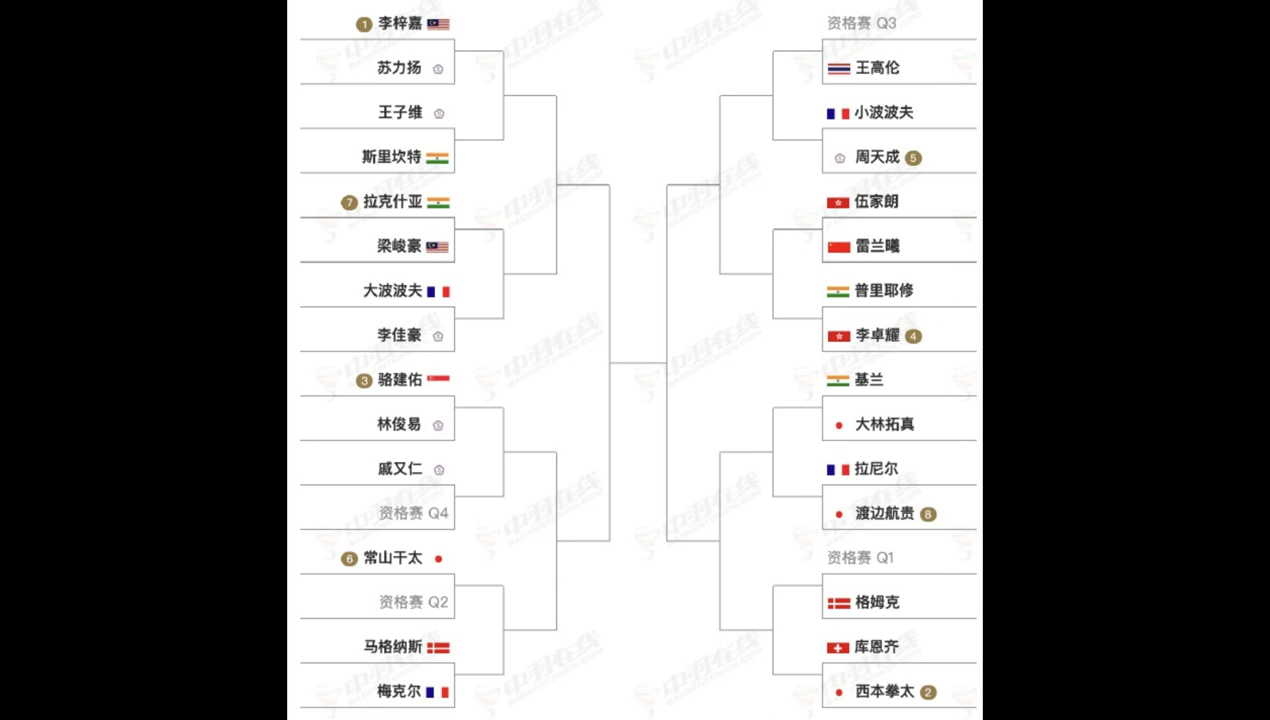 1 李梓嘉
苏力扬
王子维
斯里坎特
7 拉克什亚
梁峻豪
大波波夫
李佳豪
3 骆建佑
林俊易
戚又仁
资格赛 Q4
6 常山干太
资格赛 Q2
马格纳斯
梅克尔
资格赛 Q3
王高伦
小波波夫
周天成 5
伍家朗
雷兰曦
普里耶修
李卓耀 4
基兰
大林拓真
拉尼尔
渡边航贵 8
资格赛 Q1
格姆克
库恩齐
西本拳太 2
中羽在线